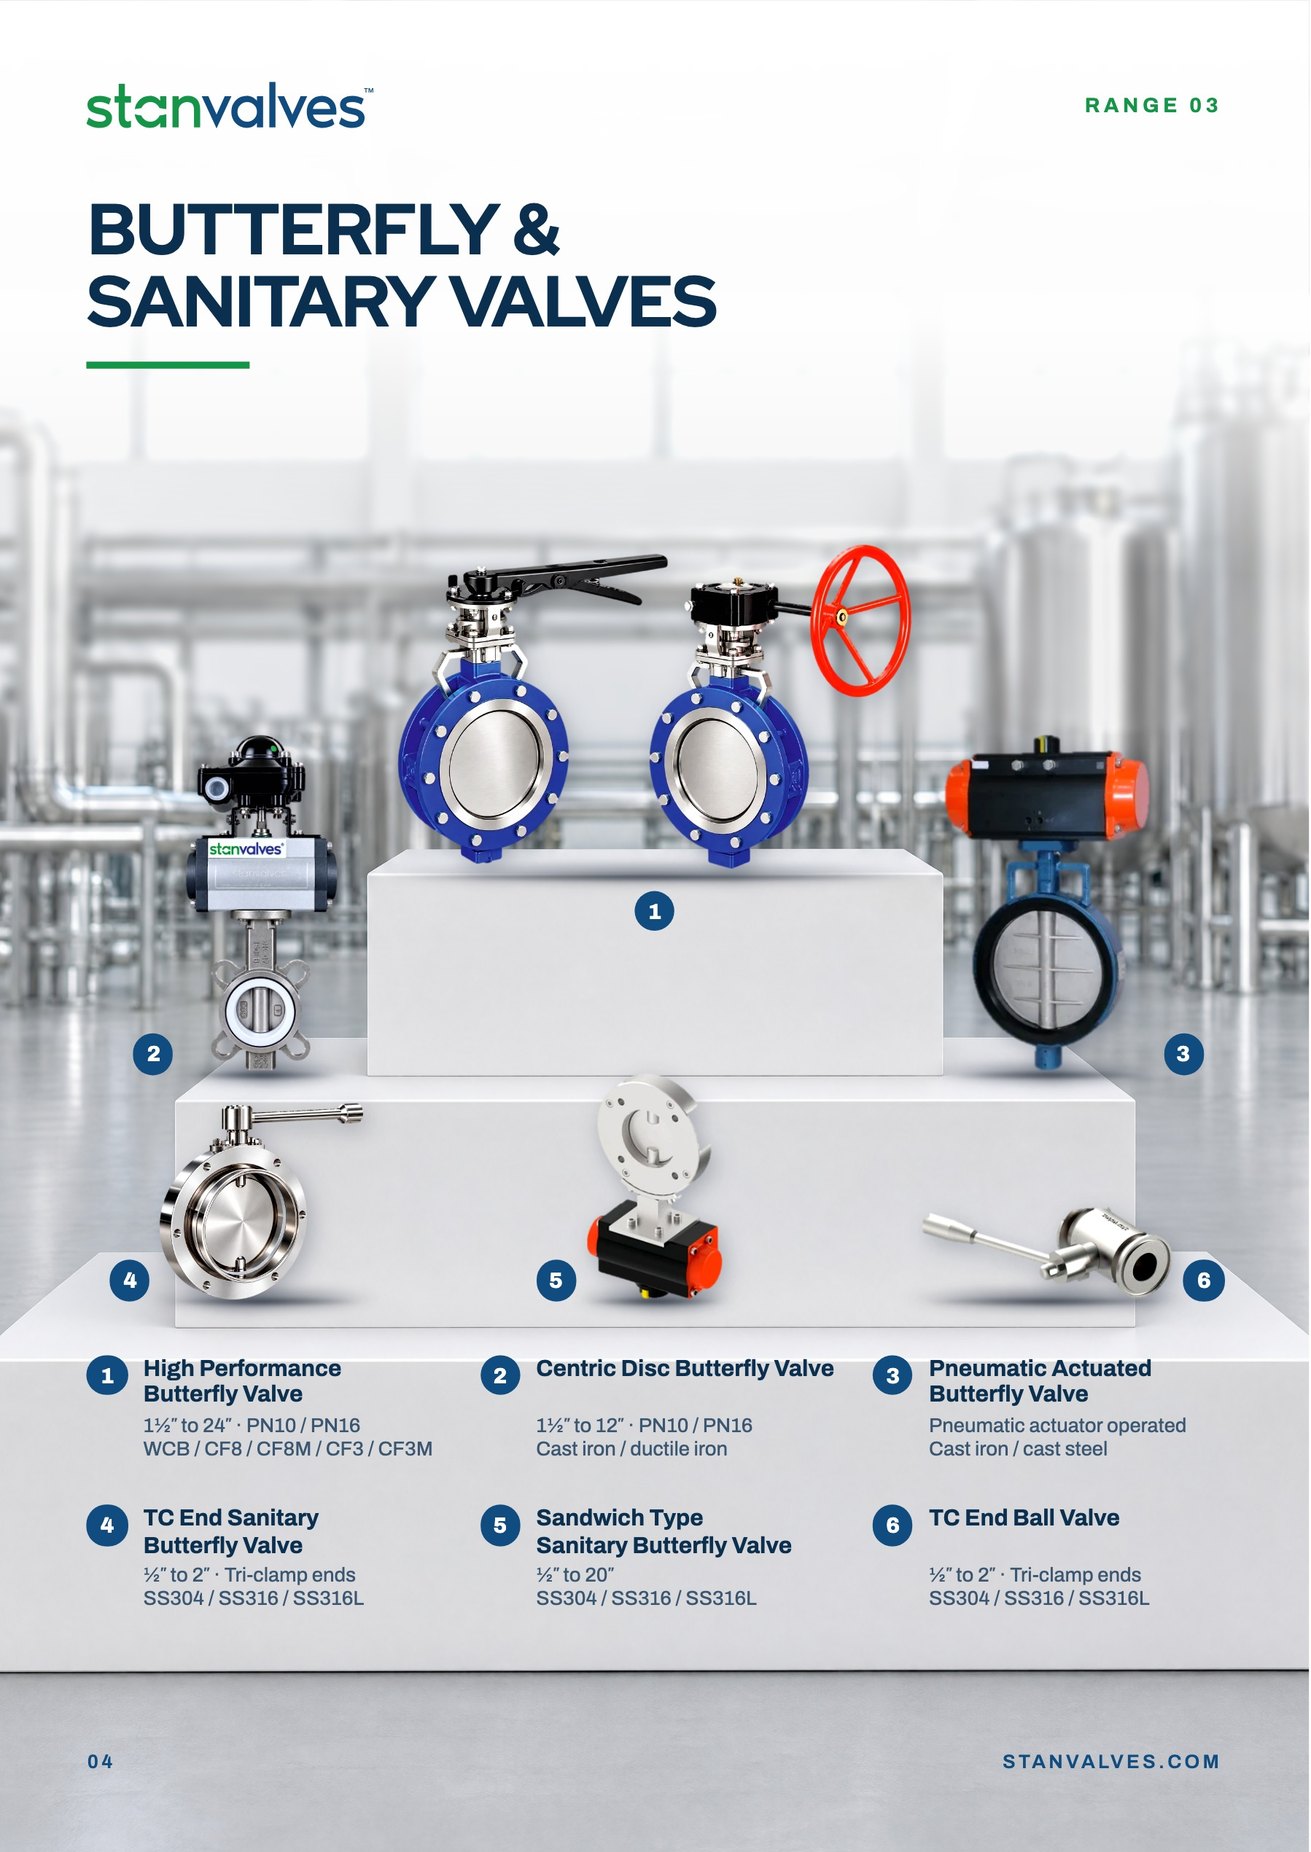 stanvalves™
RANGE 03
BUTTERFLY &
SANITARY VALVES
stanvalves®
1
2
3
4
5
6
1 High Performance
Butterfly Valve
1½″ to 24″ · PN10 / PN16
WCB / CF8 / CF8M / CF3 / CF3M
2 Centric Disc Butterfly Valve
1½″ to 12″ · PN10 / PN16
Cast iron / ductile iron
3 Pneumatic Actuated
Butterfly Valve
Pneumatic actuator operated
Cast iron / cast steel
4 TC End Sanitary
Butterfly Valve
½″ to 2″ · Tri-clamp ends
SS304 / SS316 / SS316L
5 Sandwich Type
Sanitary Butterfly Valve
½″ to 20″
SS304 / SS316 / SS316L
6 TC End Ball Valve
½″ to 2″ · Tri-clamp ends
SS304 / SS316 / SS316L
04
STANVALVES.COM